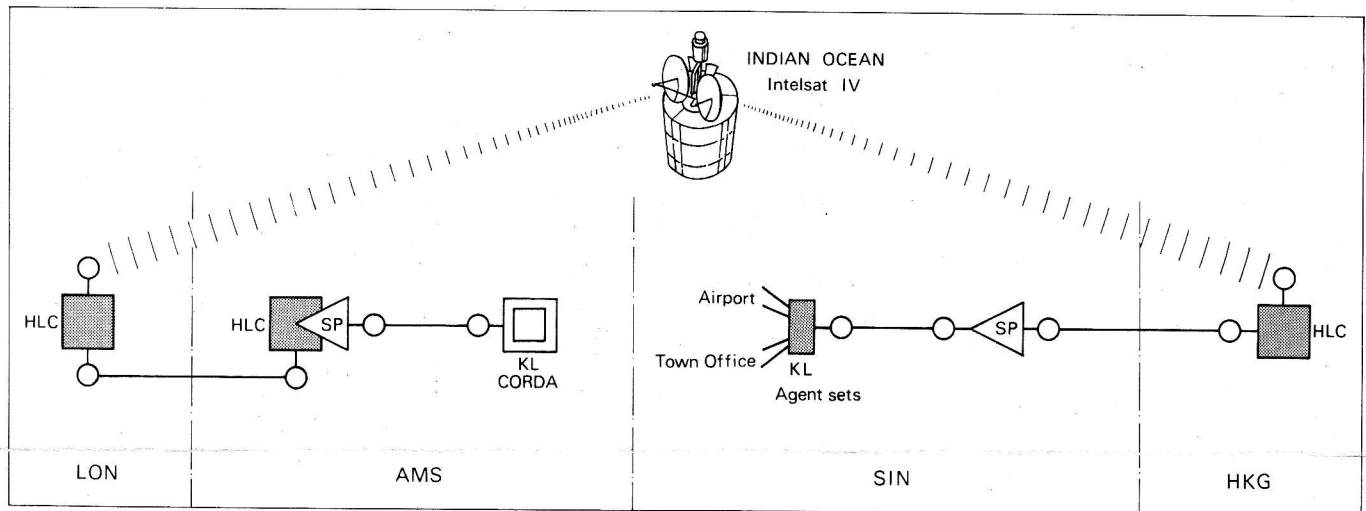 INDIAN OCEAN
Intelsat IV
HLC
HLC
SP
KL
CORDA
Airport
Town Office
KL
Agent sets
SP
HLC
LON
AMS
SIN
HKG